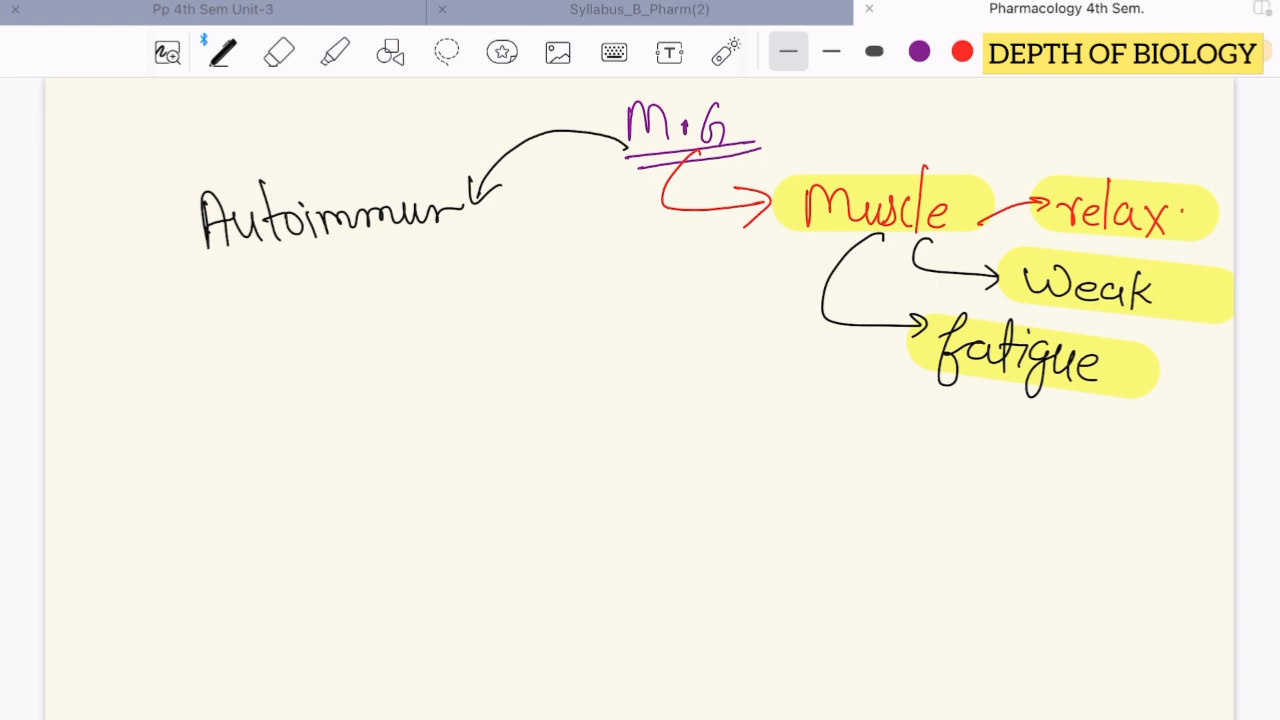 Pp 4th Sem Unit-3
Syllabus_B_Pharm(2)
Pharmacology 4th Sem.
DEPTH OF BIOLOGY
M.G
Autoimmun
Muscle
relax.
Weak
fatigue